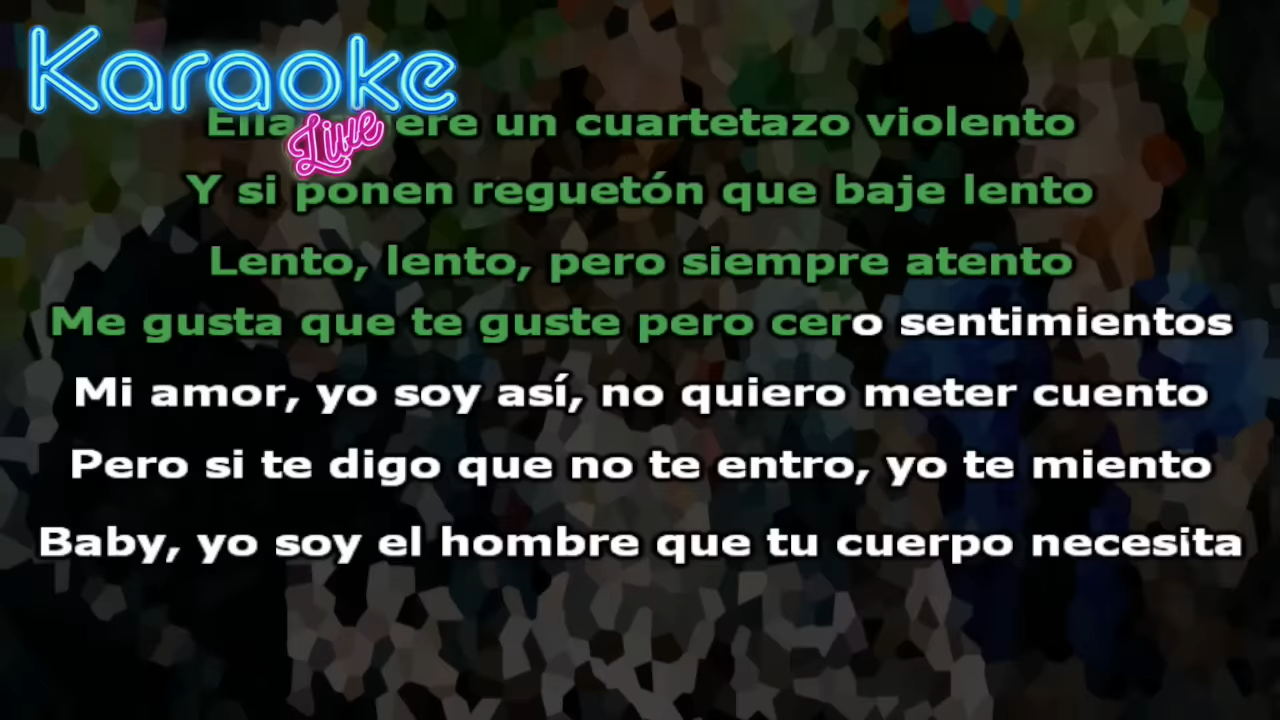 Karaoke
Live
un cuartetazo violento
Y si ponen reguetón que baje lento
Lento, lento, pero siempre atento
Me gusta que te guste pero cero sentimientos
Mi amor, yo soy así, no quiero meter cuento
Pero si te digo que no te entro, yo te miento
Baby, yo soy el hombre que tu cuerpo necesita